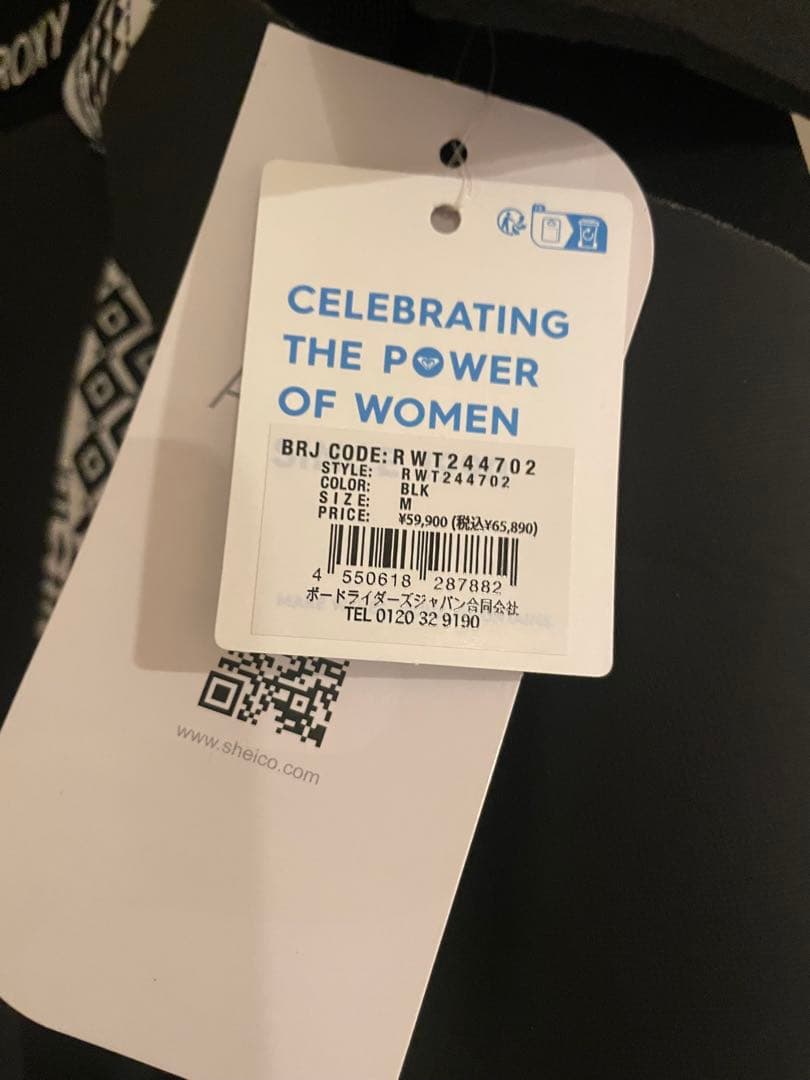 ROXY
CELEBRATING
THE POWER
OF WOMEN
BRJ CODE: RWT244702
STYLE: RWT244702
COLOR: BLK
SIZE: M
PRICE: ¥59,900 (税込¥65,890)
4 550618 287882
ボードライダーズジャパン合同会社
TEL 0120 32 9190
www.sheico.com